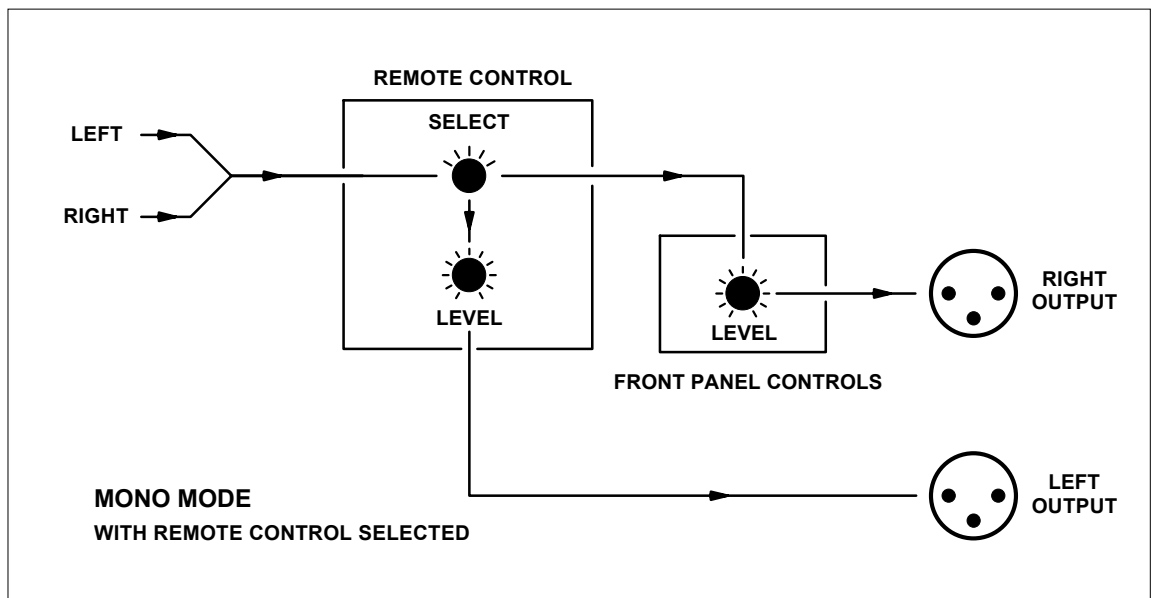 REMOTE CONTROL
SELECT
LEFT
RIGHT
LEVEL
LEVEL
RIGHT
OUTPUT
FRONT PANEL CONTROLS
LEFT
OUTPUT
MONO MODE
WITH REMOTE CONTROL SELECTED